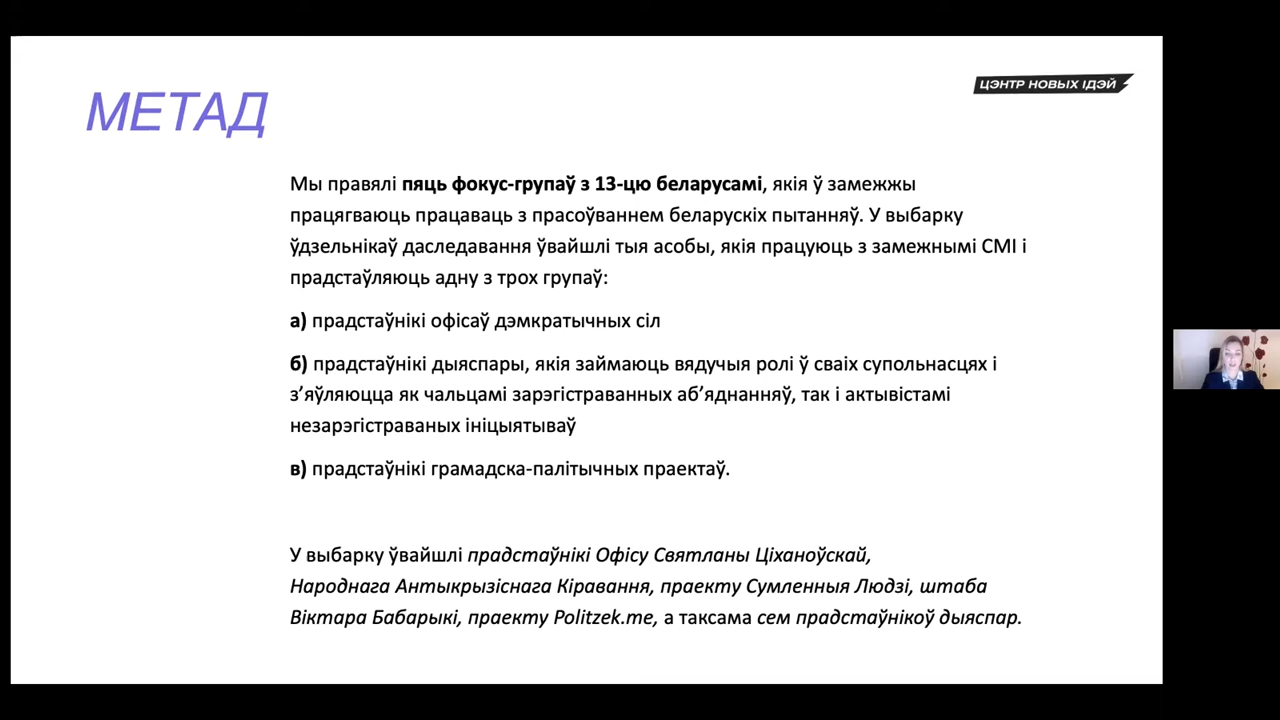 МЕТАД
ЦЭНТР НОВЫХ ІДЭЙ
Мы правялі пяць фокус-групаў з 13-цю беларусамі, якія ў замежжы
працягваюць працаваць з прасоўваннем беларускіх пытанняў. У выбарку
ўдзельнікаў даследавання ўвайшлі тыя асобы, якія працуюць з замежнымі СМІ і
прадстаўляюць адну з трох групаў:
а) прадстаўнікі офісаў дэмкратычных сіл
б) прадстаўнікі дыяспары, якія займаюць вядучыя ролі ў сваіх супольнасцях і
з’яўляюцца як чальцамі зарэгістраванных аб’яднанняў, так і актывістамі
незарэгістраваных ініцыятываў
в) прадстаўнікі грамадска-палітычных праектаў.
У выбарку ўвайшлі прадстаўнікі Офісу Святланы Ціханоўскай,
Народнага Антыкрызіснага Кіравання, праекту Сумленныя Людзі, штаба
Віктара Бабарыкі, праекту Politzek.me, а таксама сем прадстаўнікоў дыяспар.